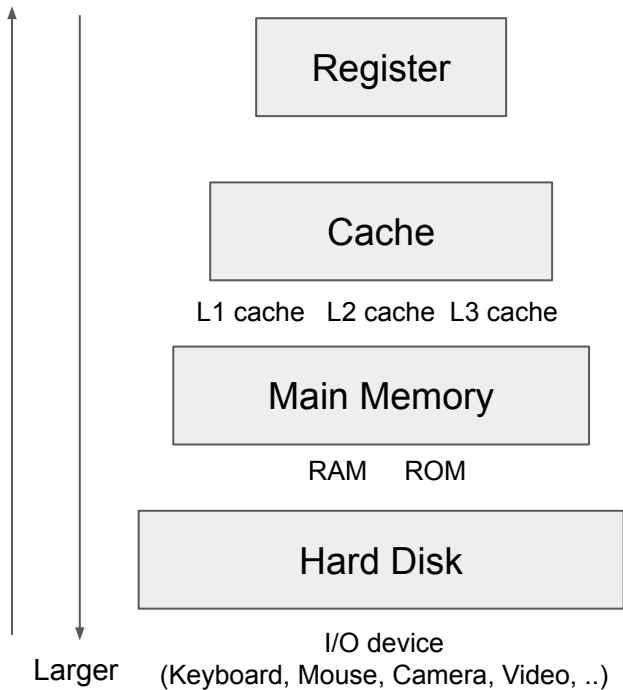 Register
Cache
L1 cache L2 cache L3 cache
Main Memory
RAM ROM
Hard Disk
I/O device
Larger (Keyboard, Mouse, Camera, Video, ..)